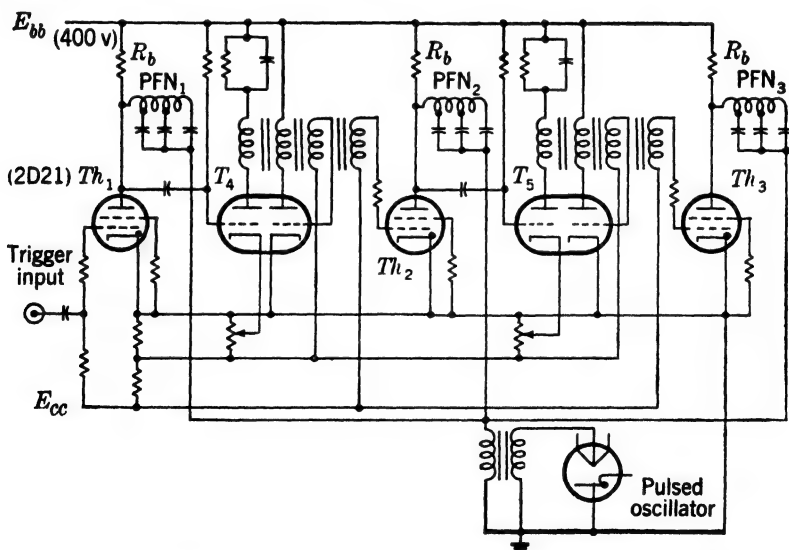 E_bb (400 v)
R_b
PFN_1
R_b
PFN_2
R_b
PFN_3
(2D21) Th_1
T_4
Th_2
T_5
Th_3
Trigger
input
E_cc
Pulsed
oscillator